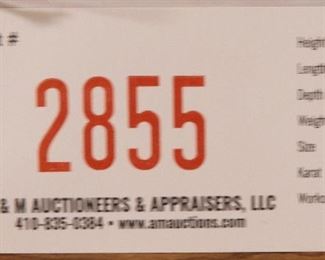 t #
2855
& M AUCTIONEERS & APPRAISERS, LLC
410-835-0384 • www.amauctions.com
Height
Length
Depth
Weight
Size
Karat